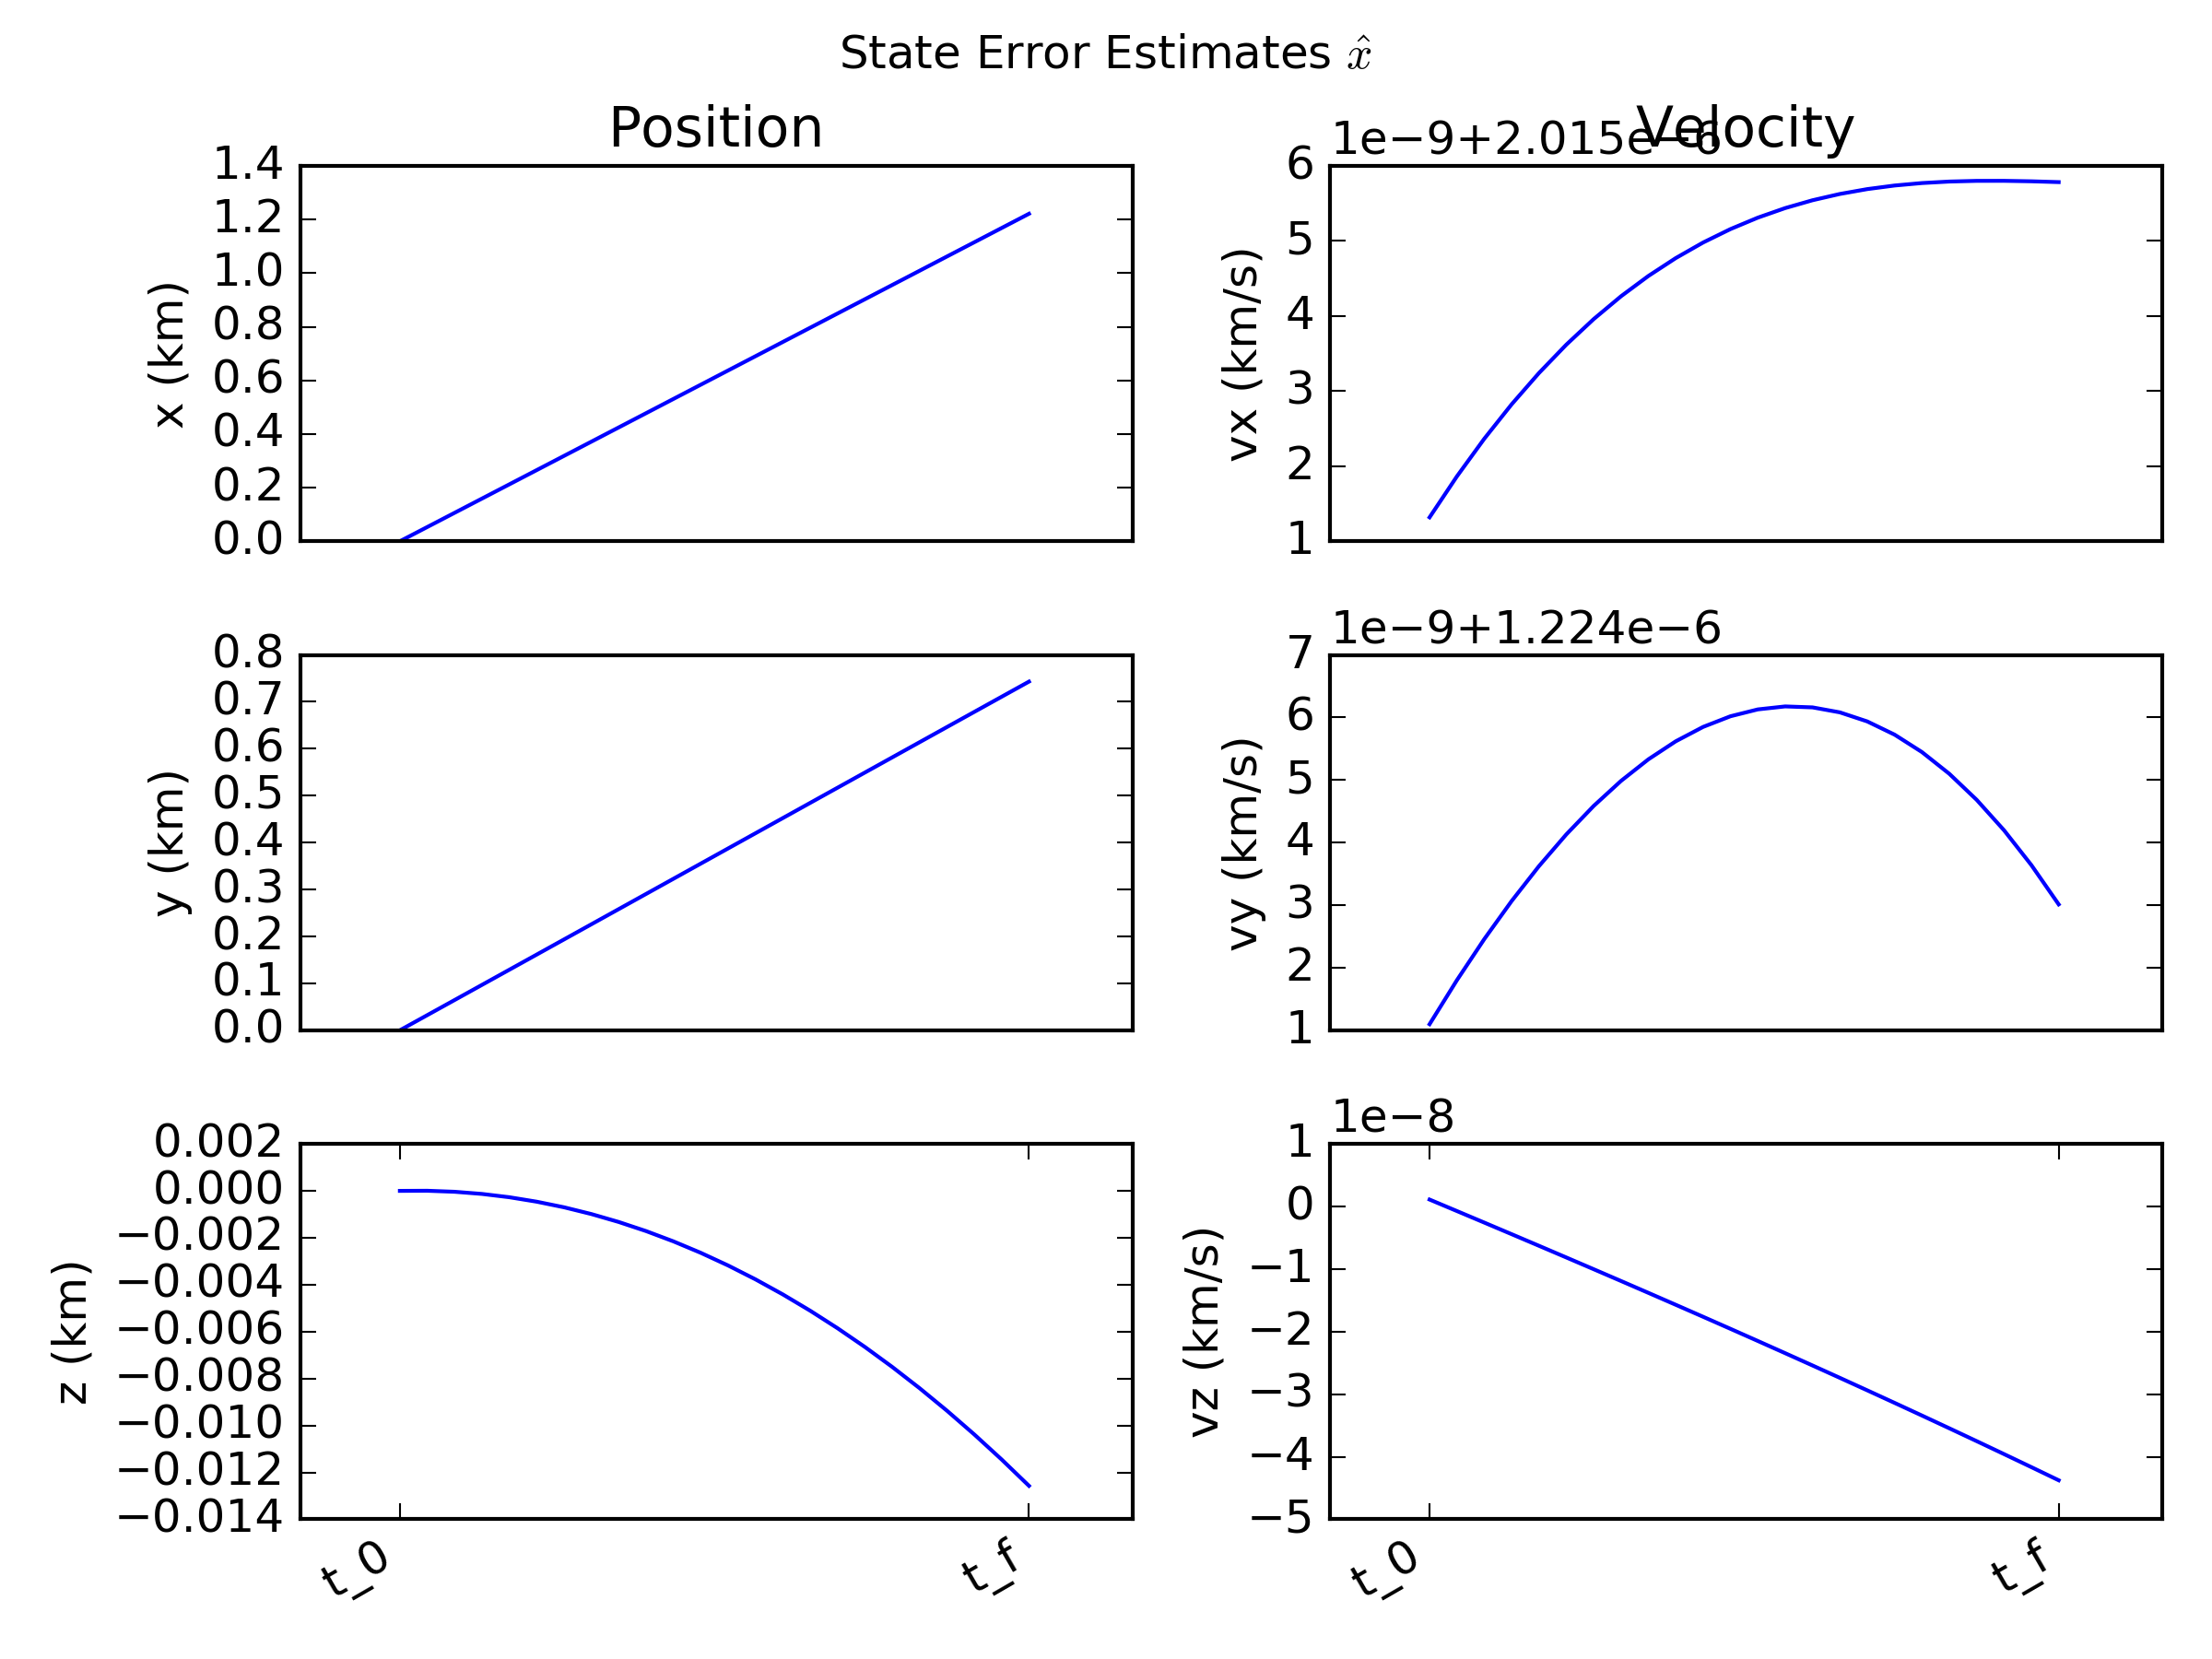 State Error Estimates x̂
Position
1.4
1.2
1.0
0.8
0.6
0.4
0.2
0.0
x (km)
Velocity
1e−9+2.015e−6
6
5
4
3
2
1
vx (km/s)
0.8
0.7
0.6
0.5
0.4
0.3
0.2
0.1
0.0
y (km)
1e−9+1.224e−6
7
6
5
4
3
2
1
vy (km/s)
0.002
0.000
−0.002
−0.004
−0.006
−0.008
−0.010
−0.012
−0.014
z (km)
t_0
t_f
1e−8
1
0
−1
−2
−3
−4
−5
vz (km/s)
t_0
t_f